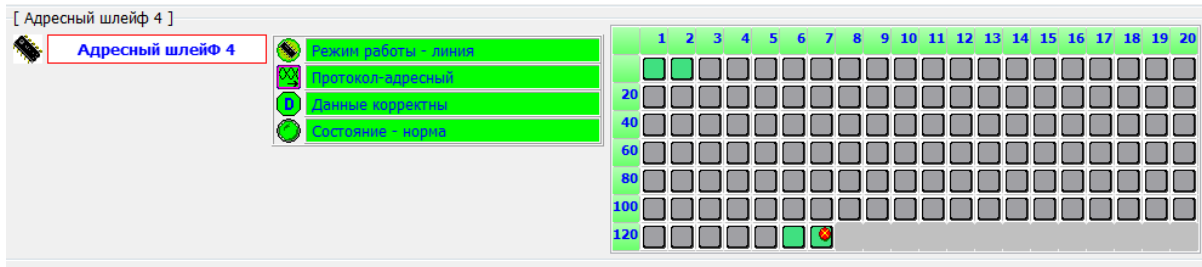 [ Адресный шлейф 4 ]
Адресный шлейФ 4
Режим работы - линия
Протокол-адресный
D Данные корректны
Состояние - норма
1 2 3 4 5 6 7 8 9 10 11 12 13 14 15 16 17 18 19 20
20
40
60
80
100
120